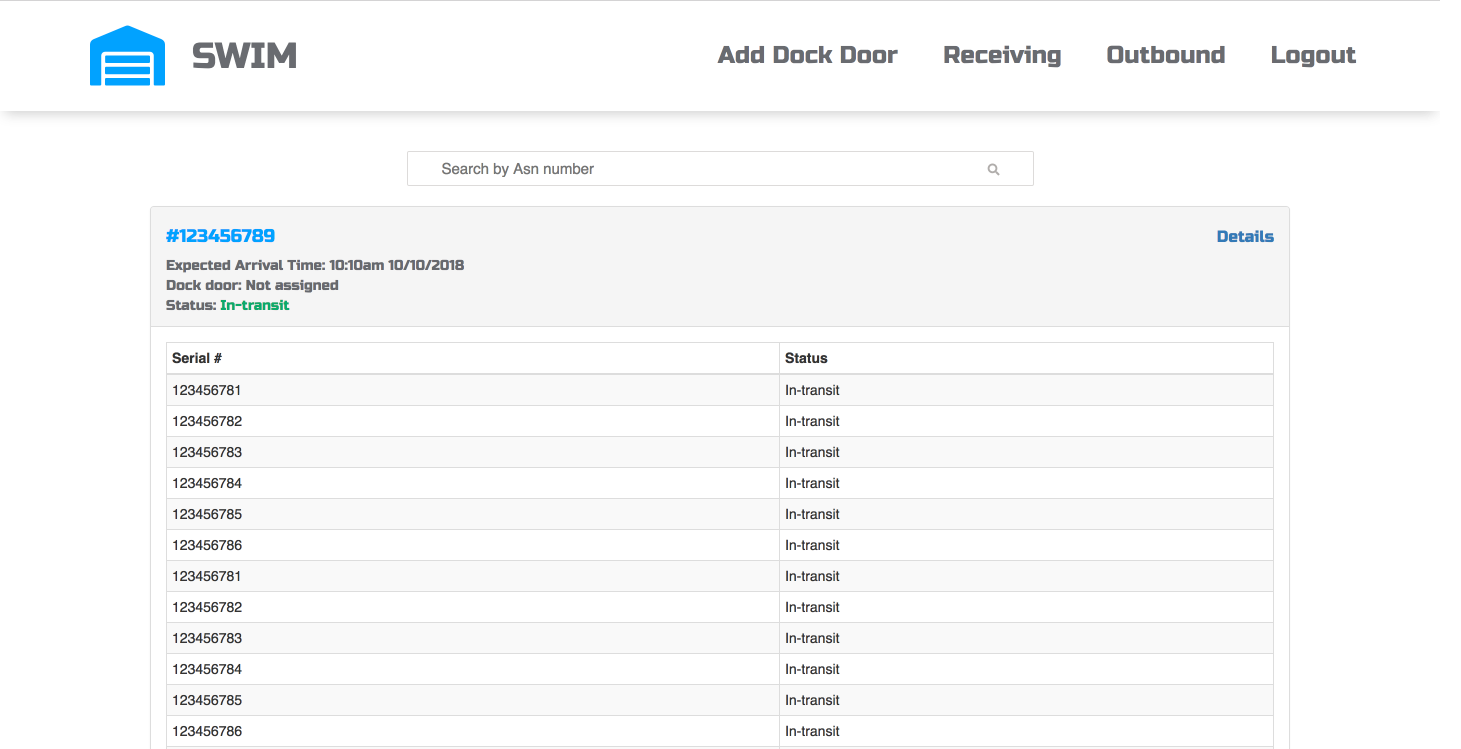 SWIM Add Dock Door Receiving Outbound Logout
Search by Asn number
#123456789 Details
Expected Arrival Time: 10:10am 10/10/2018
Dock door: Not assigned
Status: In-transit
Serial # Status
123456781 In-transit
123456782 In-transit
123456783 In-transit
123456784 In-transit
123456785 In-transit
123456786 In-transit
123456781 In-transit
123456782 In-transit
123456783 In-transit
123456784 In-transit
123456785 In-transit
123456786 In-transit